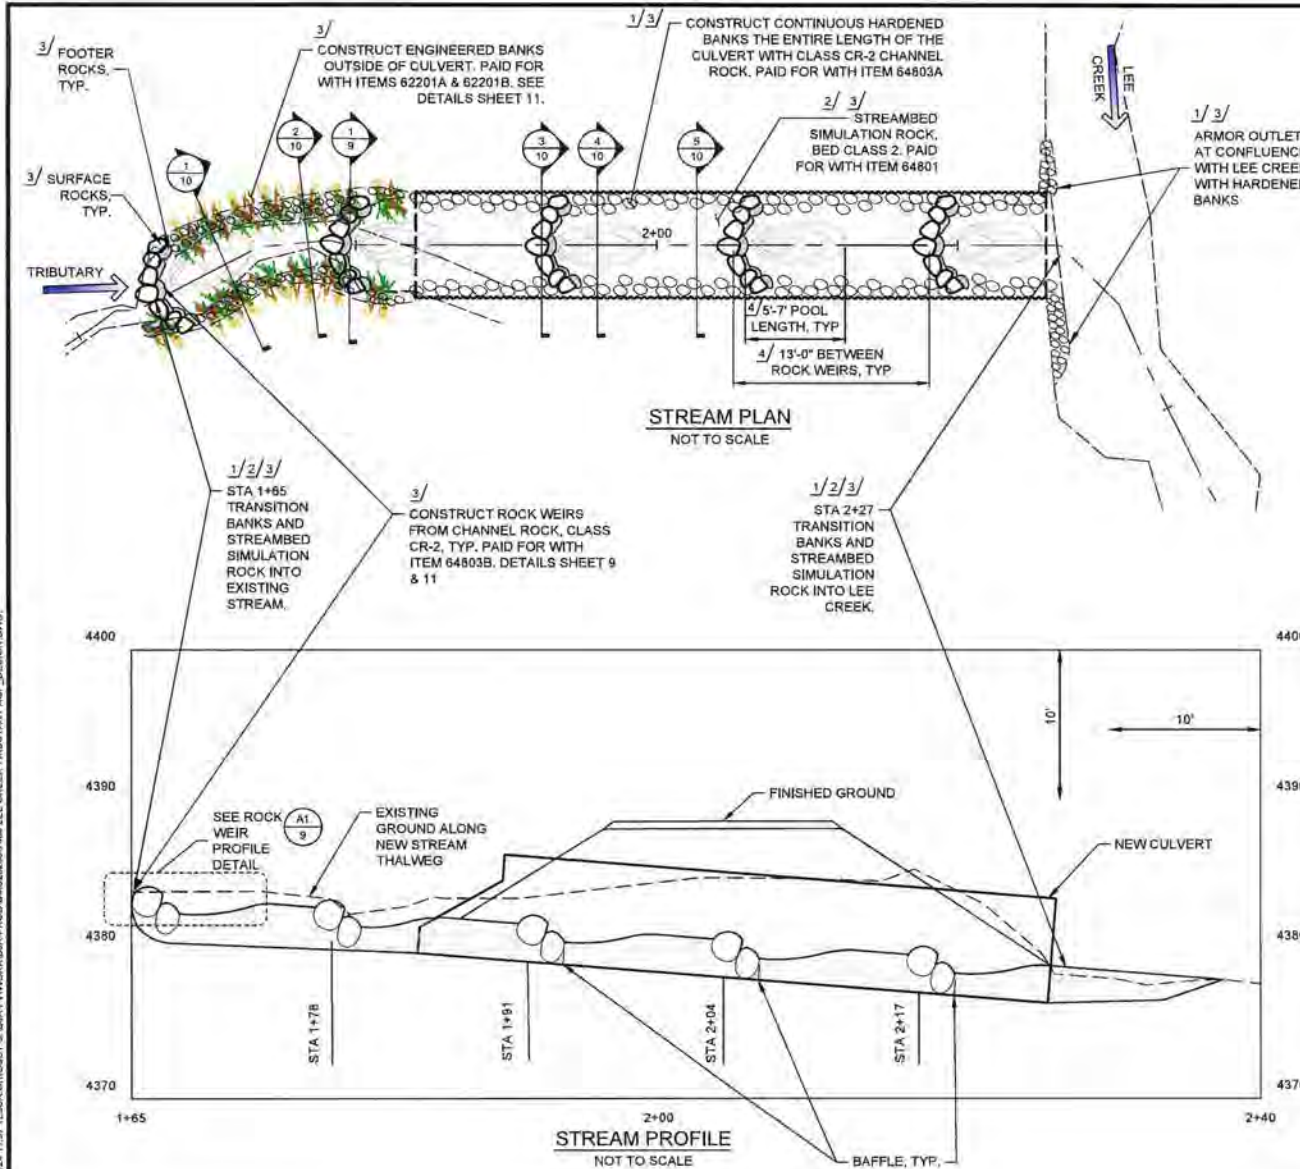 3/ FOOTER
ROCKS,
TYP.
3/
CONSTRUCT ENGINEERED BANKS
OUTSIDE OF CULVERT. PAID FOR
WITH ITEMS 62201A & 62201B. SEE
DETAILS SHEET 11.
1/3/
CONSTRUCT CONTINUOUS HARDENED
BANKS THE ENTIRE LENGTH OF THE
CULVERT WITH CLASS CR-2 CHANNEL
ROCK. PAID FOR WITH ITEM 64803A
LEE
CREEK
2/ 3/
STREAMBED
SIMULATION ROCK,
BED CLASS 2. PAID
FOR WITH ITEM 64801
1/ 3/
ARMOR OUTLET
AT CONFLUENC
WITH LEE CREE
WITH HARDENE
BANKS
3/ SURFACE
ROCKS,
TYP.
1
10
2
10
1
9
3
10
4
10
5
10
2+00
TRIBUTARY
4/ 5'-7' POOL
LENGTH, TYP
4/ 13'-0" BETWEEN
ROCK WEIRS, TYP
STREAM PLAN
NOT TO SCALE
1/2/3/
STA 1+65
TRANSITION
BANKS AND
STREAMBED
SIMULATION
ROCK INTO
EXISTING
STREAM.
3/
CONSTRUCT ROCK WEIRS
FROM CHANNEL ROCK, CLASS
CR-2, TYP. PAID FOR WITH
ITEM 64803B. DETAILS SHEET 9
& 11
1/2/3/
STA 2+27
TRANSITION
BANKS AND
STREAMBED
SIMULATION
ROCK INTO LEE
CREEK.
4400
4400
10'
10'
4390
4390
SEE ROCK
WEIR
PROFILE
DETAIL
A1
9
EXISTING
GROUND ALONG
NEW STREAM
THALWEG
FINISHED GROUND
NEW CULVERT
4380
4380
STA 1+78
STA 1+91
STA 2+04
STA 2+17
4370
4370
1+65
2+00
2+40
STREAM PROFILE
NOT TO SCALE
BAFFLE, TYP.